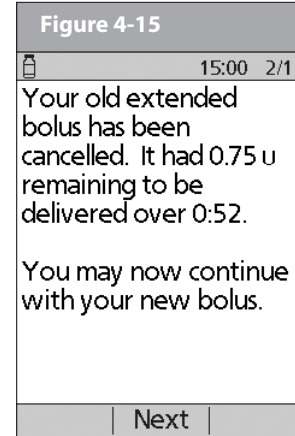 Figure 4-15
15:00 2/1
Your old extended
bolus has been
cancelled. It had 0.75 u
remaining to be
delivered over 0:52.
You may now continue
with your new bolus.
Next